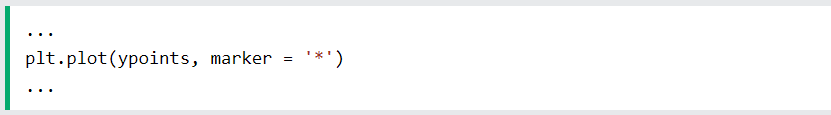 ...
plt.plot(ypoints, marker = '*')
...